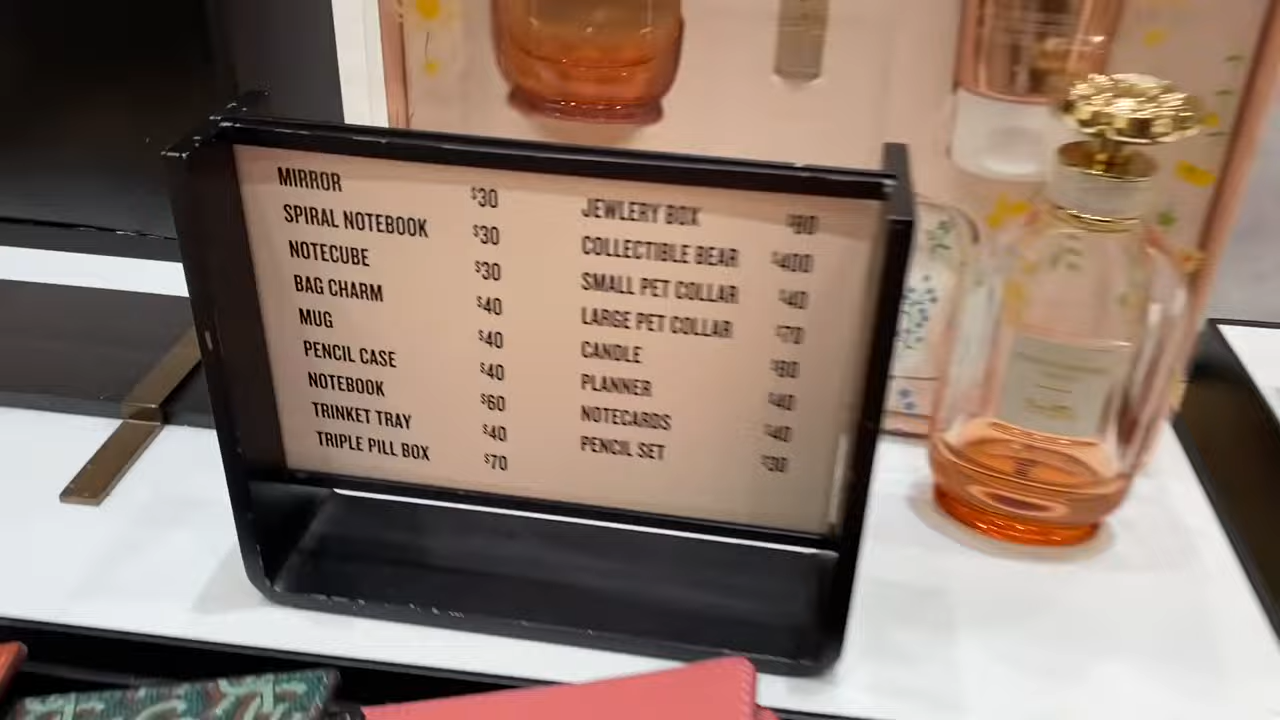 MIRROR $30
SPIRAL NOTEBOOK $30
NOTECUBE $30
BAG CHARM $40
MUG $40
PENCIL CASE $40
NOTEBOOK $60
TRINKET TRAY $40
TRIPLE PILL BOX $70
JEWLERY BOX
COLLECTIBLE BEAR $400
SMALL PET COLLAR $40
LARGE PET COLLAR $70
CANDLE
PLANNER $40
NOTECARDS $40
PENCIL SET $30